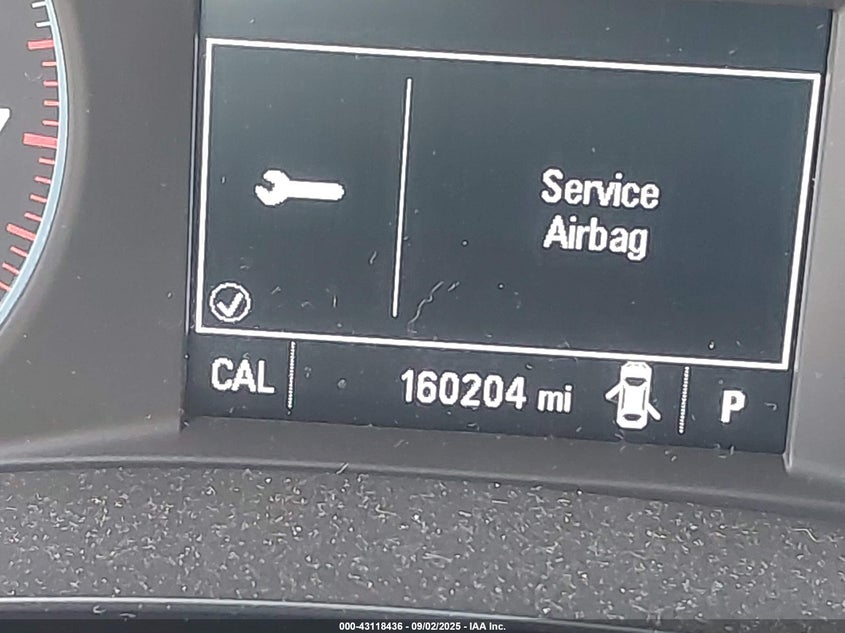 Service
Airbag
CAL
160204 mi
P
000-43118436 - 09/02/2025 - IAA Inc.